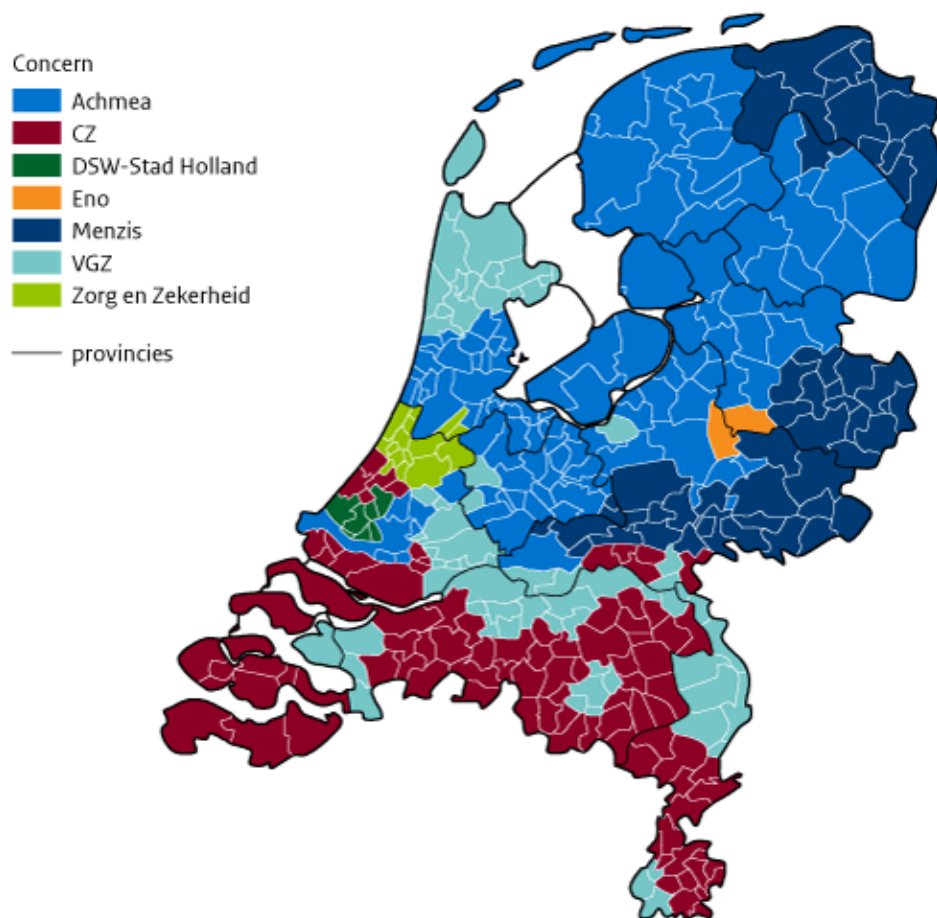 Concern
Achmea
CZ
DSW-Stad Holland
Eno
Menzis
VGZ
Zorg en Zekerheid
provincies